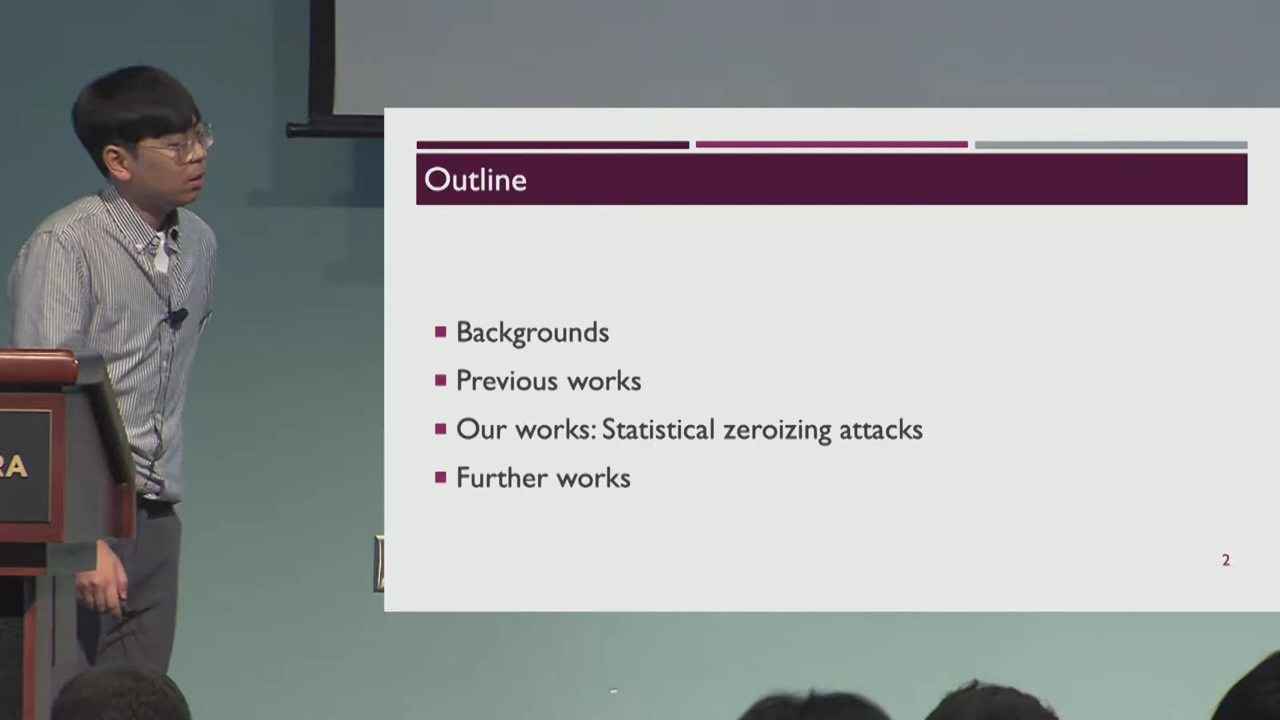 Outline
Backgrounds
Previous works
Our works: Statistical zeroizing attacks
Further works
2
RA